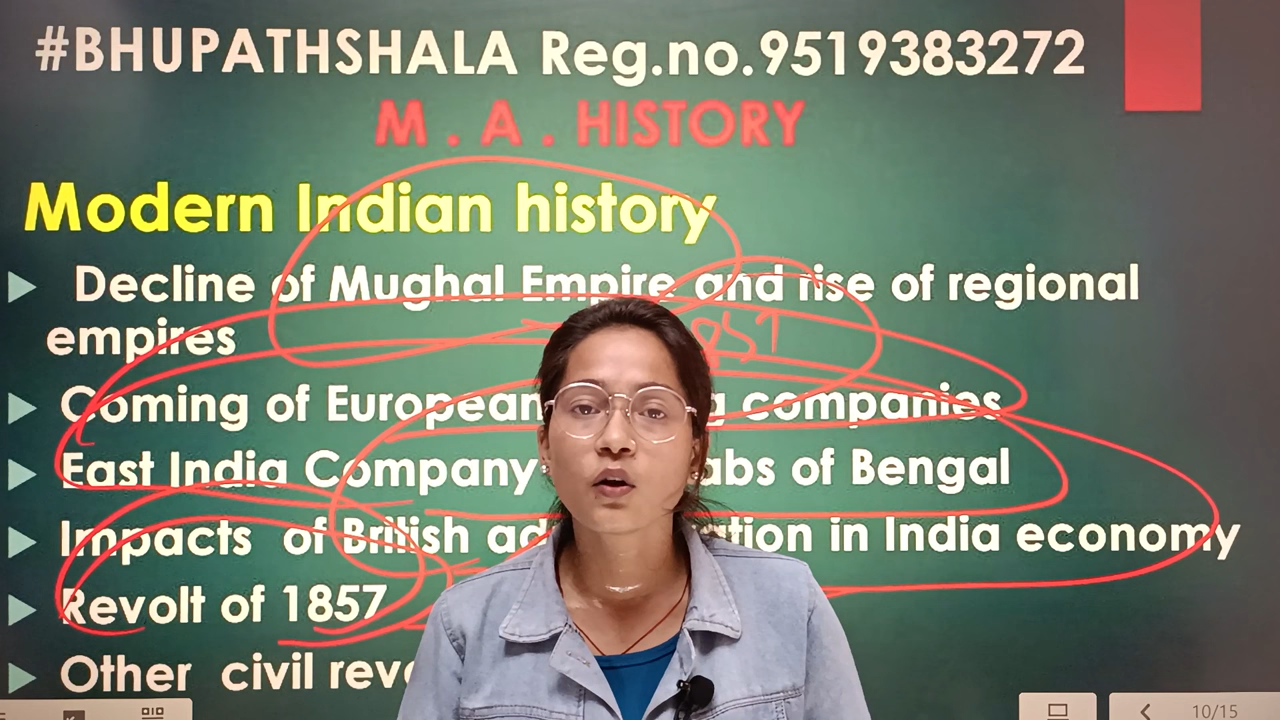 #BHUPATHSHALA Reg.no.9519383272
M . A . HISTORY
Modern Indian history
Decline of Mughal Empire and rise of regional
empires
Coming of European companies
East India Company of Bengal
Impacts of British in India economy
Revolt of 1857
Other civil
10/15